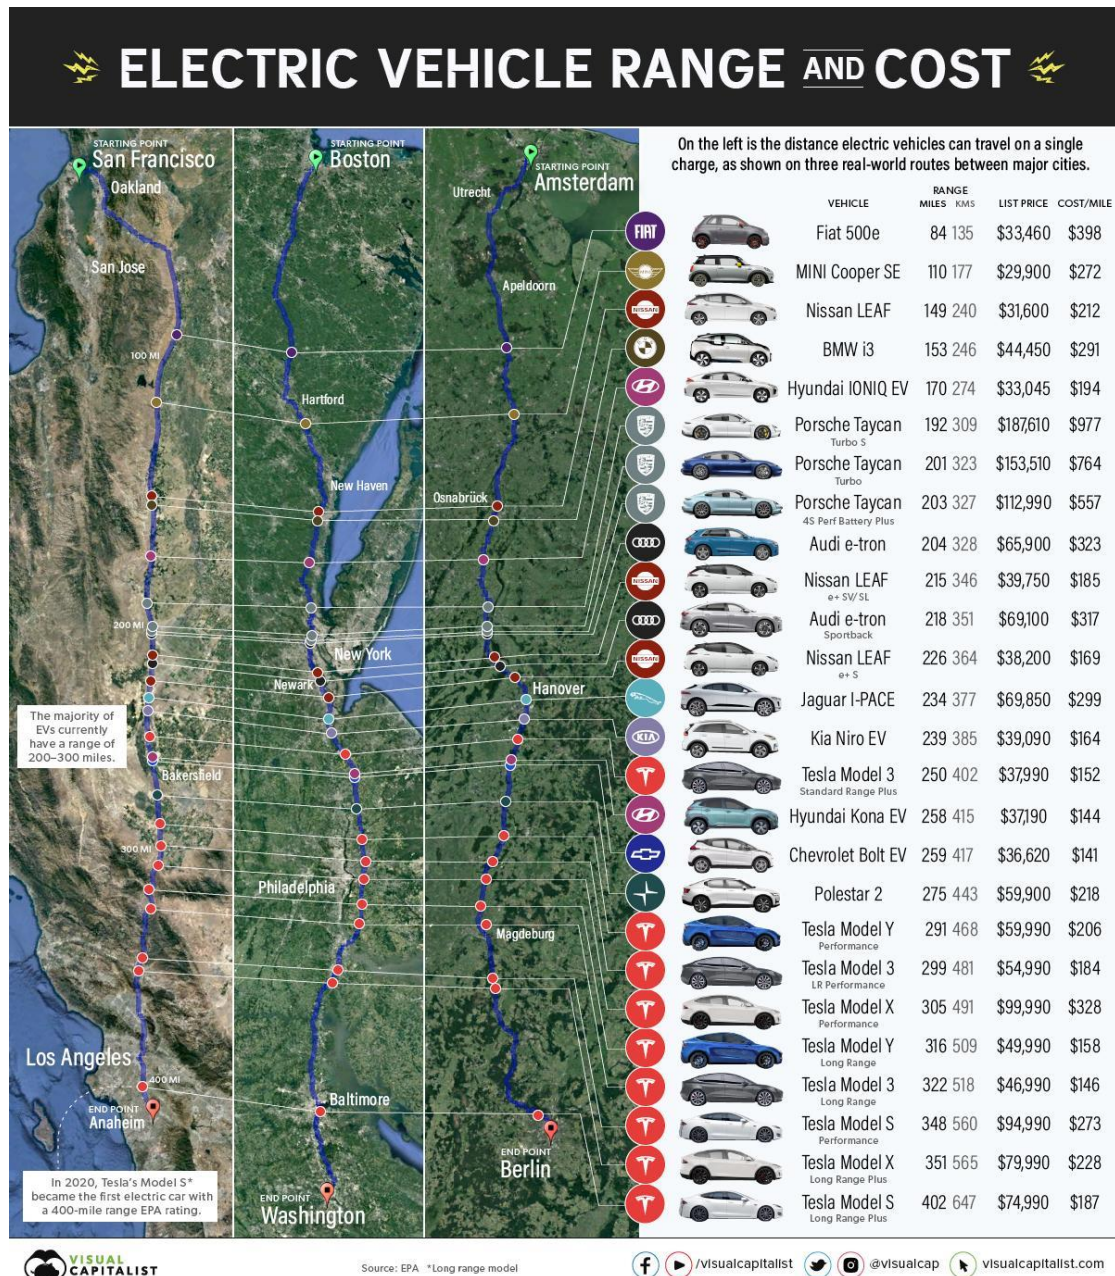 ELECTRIC VEHICLE RANGE AND COST
STARTING POINT
San Francisco
Oakland
San Jose
100 MI
200 MI
The majority of
EVs currently
have a range of
200–300 miles.
Bakersfield
300 MI
Los Angeles
400 MI
END POINT
Anaheim
In 2020, Tesla's Model S*
became the first electric car with
a 400-mile range EPA rating.
STARTING POINT
Boston
Hartford
New Haven
New York
Newark
Philadelphia
Baltimore
END POINT
Washington
STARTING POINT
Amsterdam
Utrecht
Apeldoorn
Osnabrück
Hanover
Magdeburg
END POINT
Berlin
On the left is the distance electric vehicles can travel on a single
charge, as shown on three real-world routes between major cities.
RANGE
VEHICLE MILES KMS LIST PRICE COST/MILE
FIAT Fiat 500e 84 135 $33,460 $398
MINI Cooper SE 110 177 $29,900 $272
NISSAN Nissan LEAF 149 240 $31,600 $212
BMW i3 153 246 $44,450 $291
Hyundai IONIQ EV 170 274 $33,045 $194
Porsche Taycan 192 309 $187,610 $977
Turbo S
Porsche Taycan 201 323 $153,510 $764
Turbo
Porsche Taycan 203 327 $112,990 $557
4S Perf Battery Plus
Audi e-tron 204 328 $65,900 $323
NISSAN Nissan LEAF 215 346 $39,750 $185
e+ SV/SL
Audi e-tron 218 351 $69,100 $317
Sportback
NISSAN Nissan LEAF 226 364 $38,200 $169
e+ S
Jaguar I-PACE 234 377 $69,850 $299
KIA Kia Niro EV 239 385 $39,090 $164
Tesla Model 3 250 402 $37,990 $152
Standard Range Plus
Hyundai Kona EV 258 415 $37,190 $144
Chevrolet Bolt EV 259 417 $36,620 $141
Polestar 2 275 443 $59,900 $218
Tesla Model Y 291 468 $59,990 $206
Performance
Tesla Model 3 299 481 $54,990 $184
LR Performance
Tesla Model X 305 491 $99,990 $328
Performance
Tesla Model Y 316 509 $49,990 $158
Long Range
Tesla Model 3 322 518 $46,990 $146
Long Range
Tesla Model S 348 560 $94,990 $273
Performance
Tesla Model X 351 565 $79,990 $228
Long Range Plus
Tesla Model S 402 647 $74,990 $187
Long Range Plus
VISUAL
CAPITALIST
Source: EPA *Long range model
/visualcapitalist @visualcap visualcapitalist.com